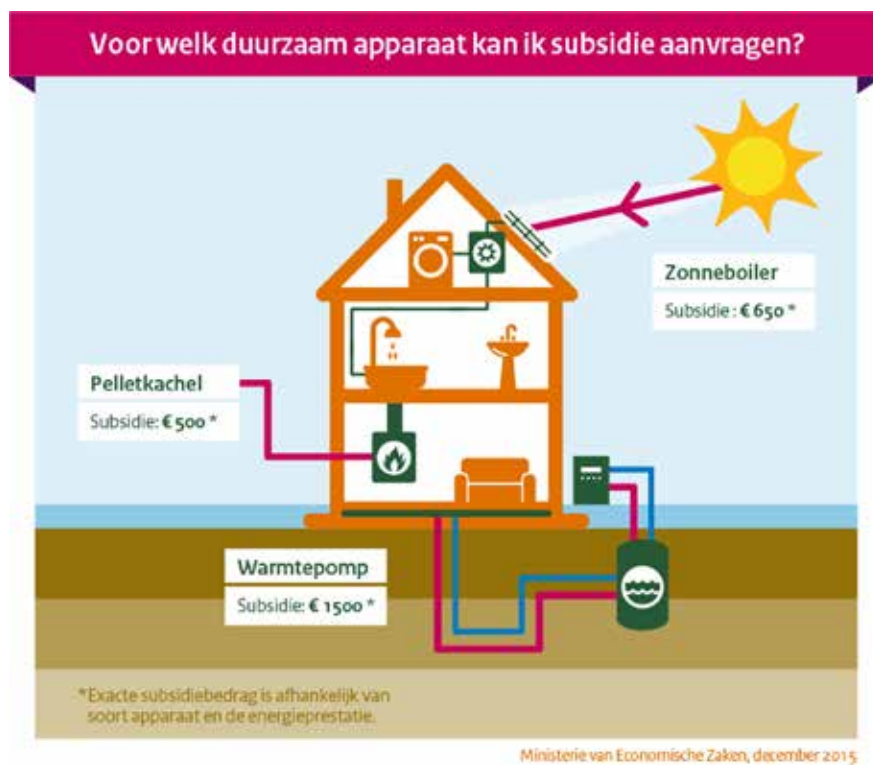 Voor welk duurzaam apparaat kan ik subsidie aanvragen?
Zonneboiler
Subsidie : € 650 *
Pelletkachel
Subsidie: € 500 *
Warmtepomp
Subsidie: € 1500 *
*Exacte subsidiebedrag is afhankelijk van
soort apparaat en de energieprestatie.
Ministerie van Economische Zaken, december 2015